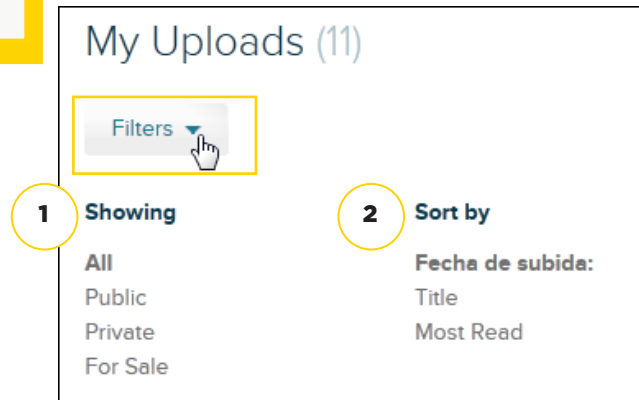 My Uploads (11)
Filters
1 Showing
All
Public
Private
For Sale
2 Sort by
Fecha de subida:
Title
Most Read